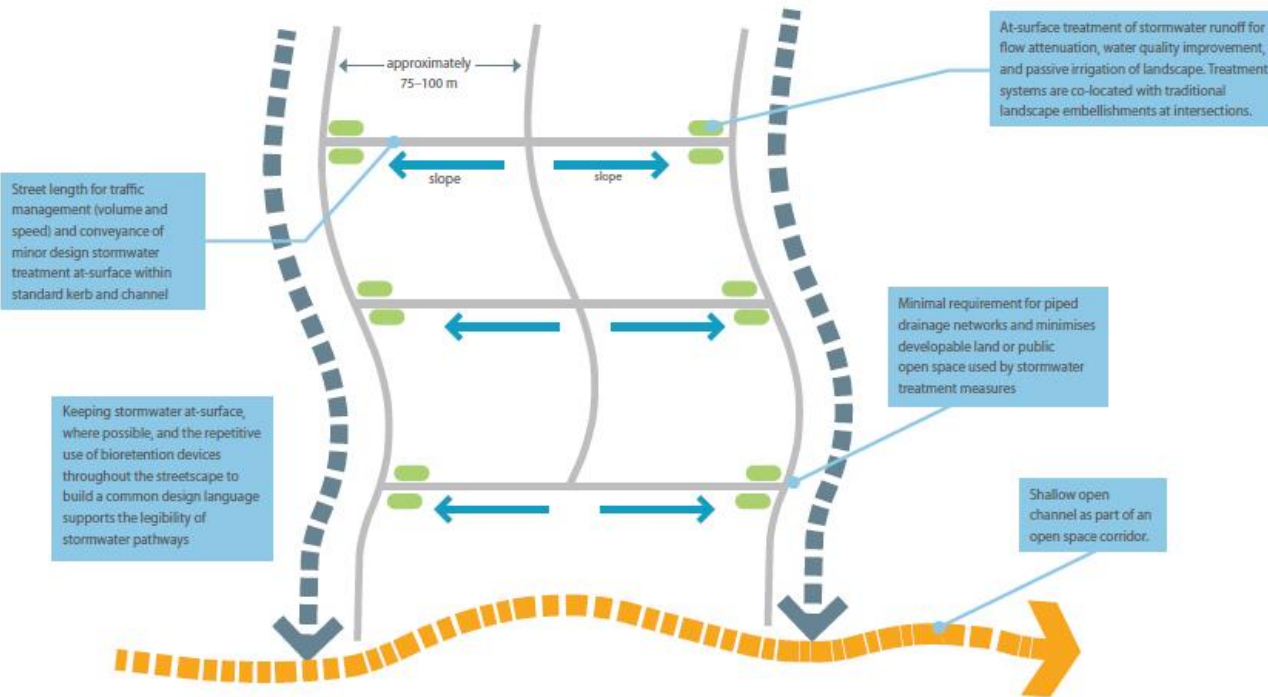 approximately
75–100 m
At-surface treatment of stormwater runoff for
flow attenuation, water quality improvement,
and passive irrigation of landscape. Treatment
systems are co-located with traditional
landscape embellishments at intersections.
slope
slope
Street length for traffic
management (volume and
speed) and conveyance of
minor design stormwater
treatment at-surface within
standard kerb and channel
Minimal requirement for piped
drainage networks and minimises
developable land or public
open space used by stormwater
treatment measures
Keeping stormwater at-surface,
where possible, and the repetitive
use of bioretention devices
throughout the streetscape to
build a common design language
supports the legibility of
stormwater pathways
Shallow open
channel as part of an
open space corridor.